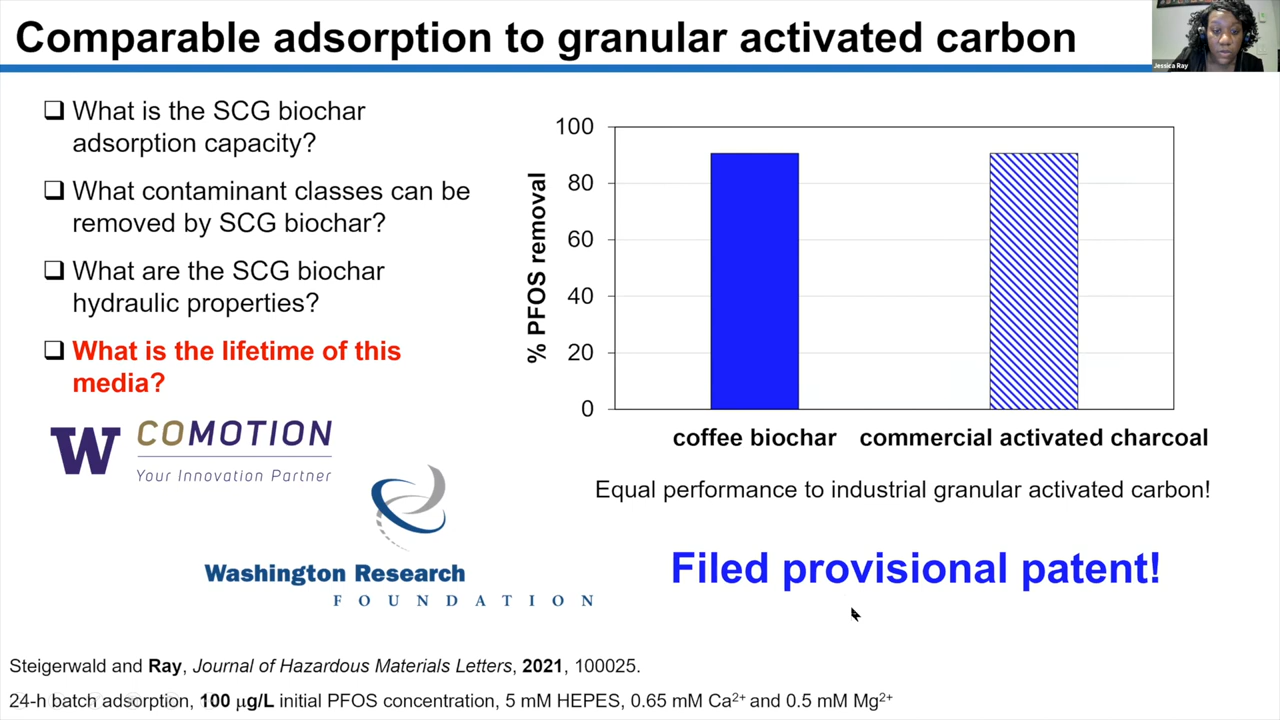 Comparable adsorption to granular activated carbon
Jessica Ray
❑ What is the SCG biochar
adsorption capacity?
❑ What contaminant classes can be
removed by SCG biochar?
❑ What are the SCG biochar
hydraulic properties?
❑ What is the lifetime of this
media?
W COMOTION
Your Innovation Partner
Washington Research
FOUNDATION
% PFOS removal
100
80
60
40
20
0
coffee biochar commercial activated charcoal
Equal performance to industrial granular activated carbon!
Filed provisional patent!
Steigerwald and Ray, Journal of Hazardous Materials Letters, 2021, 100025.
24-h batch adsorption, 100 µg/L initial PFOS concentration, 5 mM HEPES, 0.65 mM Ca²⁺ and 0.5 mM Mg²⁺